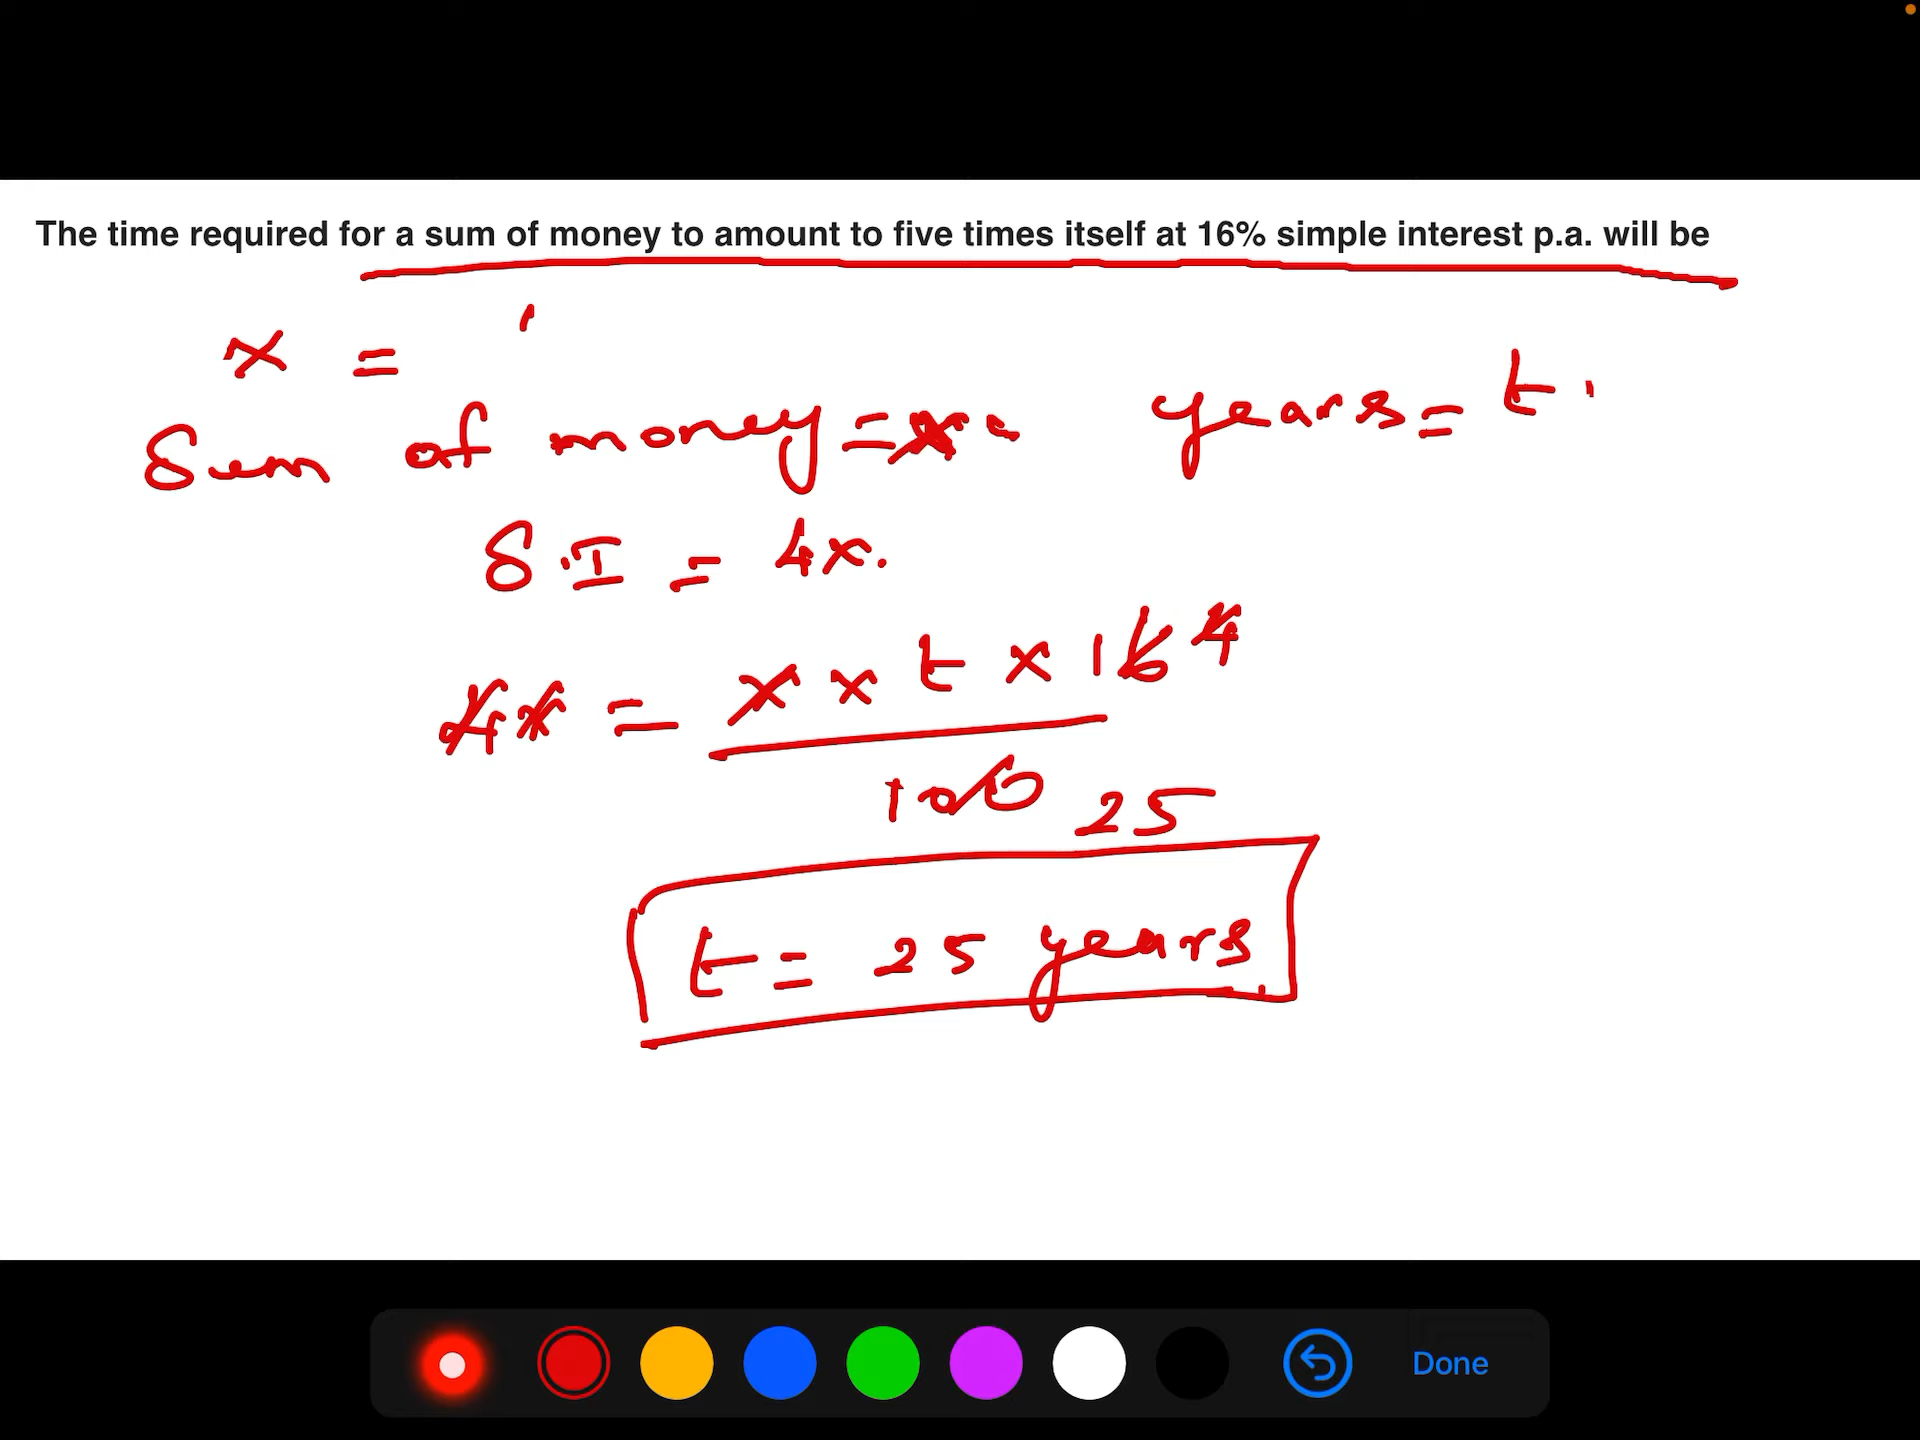 The time required for a sum of money to amount to five times itself at 16% simple interest p.a. will be
x =
Sum of money = x years = t.
S.I = 4x.
4x = x × t × 16 4
100 25
t = 25 years.
Done